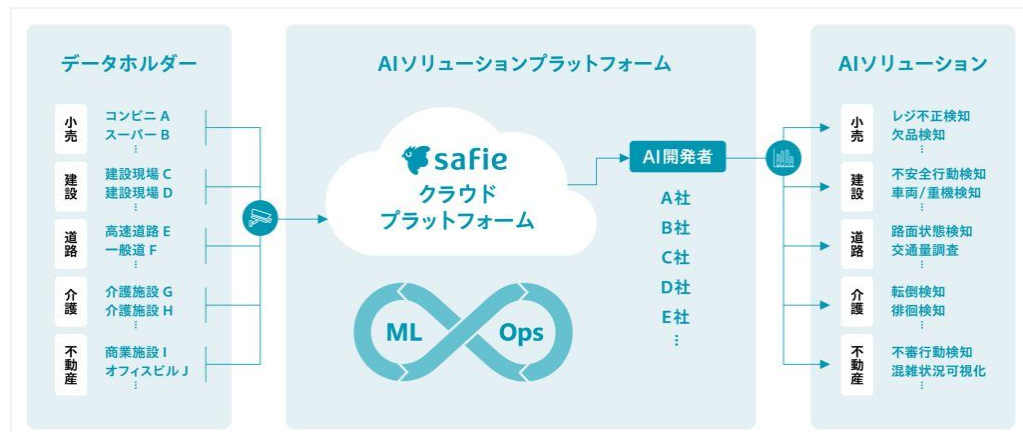 データホルダー
小売
コンビニ A
スーパー B
⋮
建設
建設現場 C
建設現場 D
⋮
道路
高速道路 E
一般道 F
⋮
介護
介護施設 G
介護施設 H
⋮
不動産
商業施設 I
オフィスビル J
⋮
AIソリューションプラットフォーム
safie
クラウド
プラットフォーム
ML
Ops
AI開発者
A社
B社
C社
D社
E社
⋮
AIソリューション
小売
レジ不正検知
欠品検知
⋮
建設
不安全行動検知
車両/重機検知
⋮
道路
路面状態検知
交通量調査
⋮
介護
転倒検知
徘徊検知
⋮
不動産
不審行動検知
混雑状況可視化
⋮